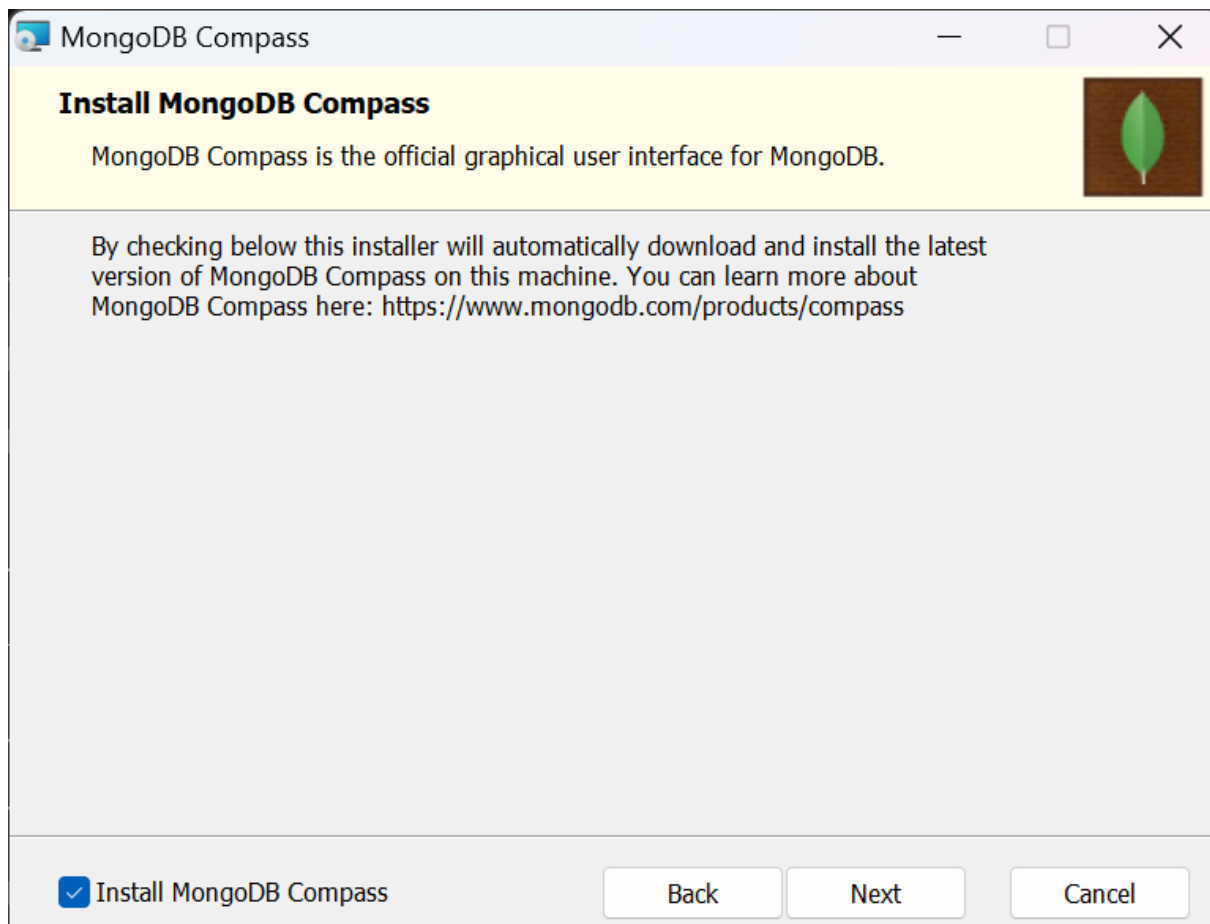 MongoDB Compass
Install MongoDB Compass
MongoDB Compass is the official graphical user interface for MongoDB.
By checking below this installer will automatically download and install the latest
version of MongoDB Compass on this machine. You can learn more about
MongoDB Compass here: https://www.mongodb.com/products/compass
Install MongoDB Compass
Back
Next
Cancel